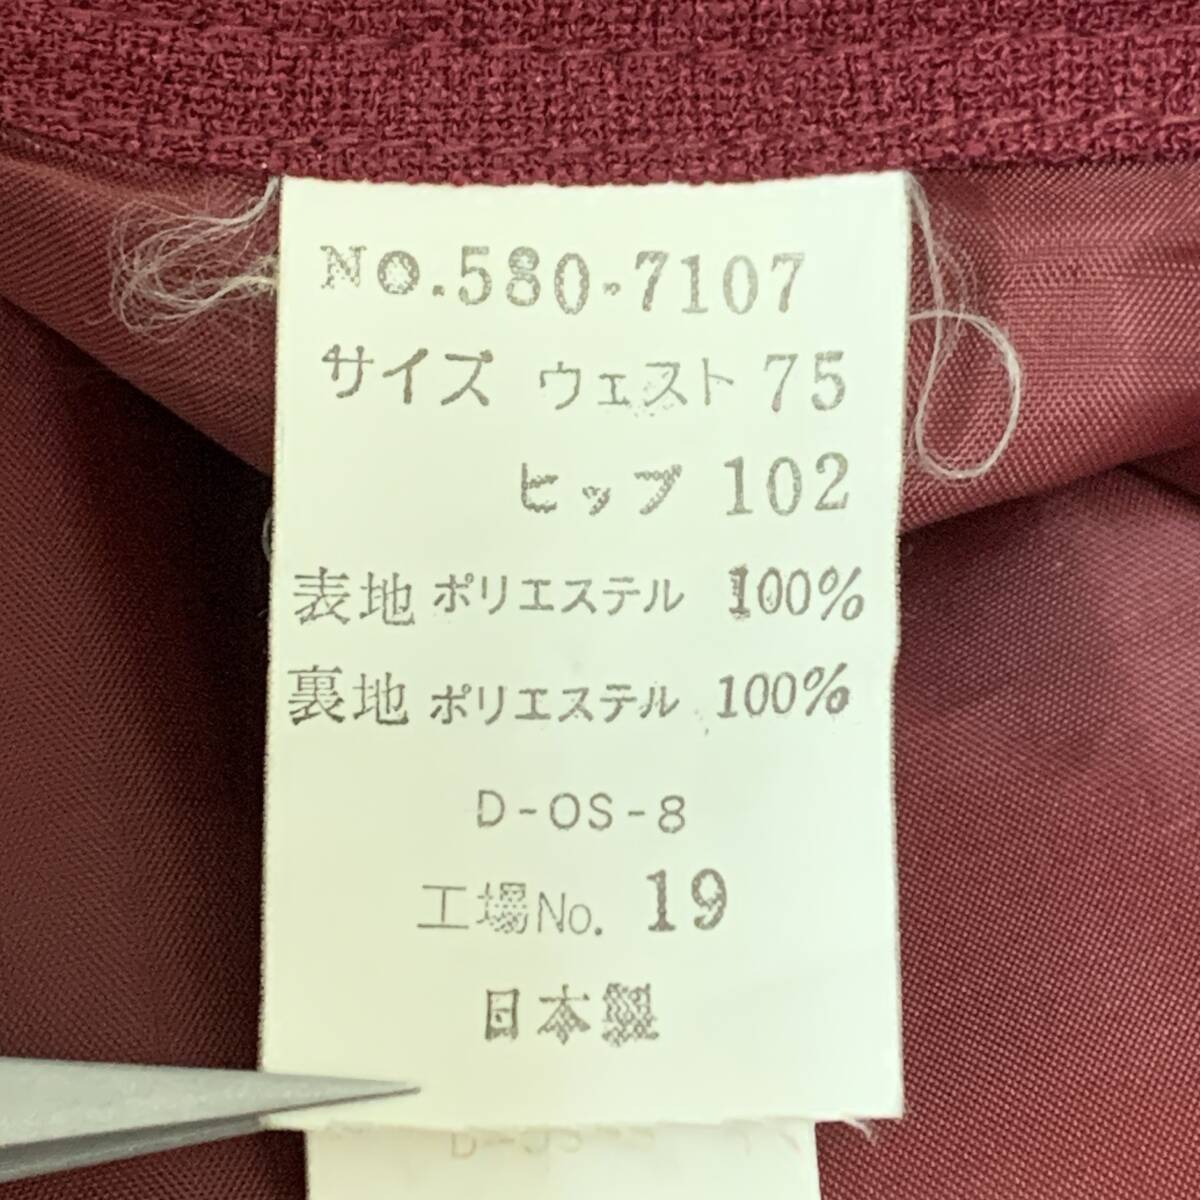 No.580-7107
サイズ ウェスト 75
ヒップ 102
表地 ポリエステル 100%
裏地 ポリエステル 100%
D-OS-8
工場No. 19
日本製
D-OS-8